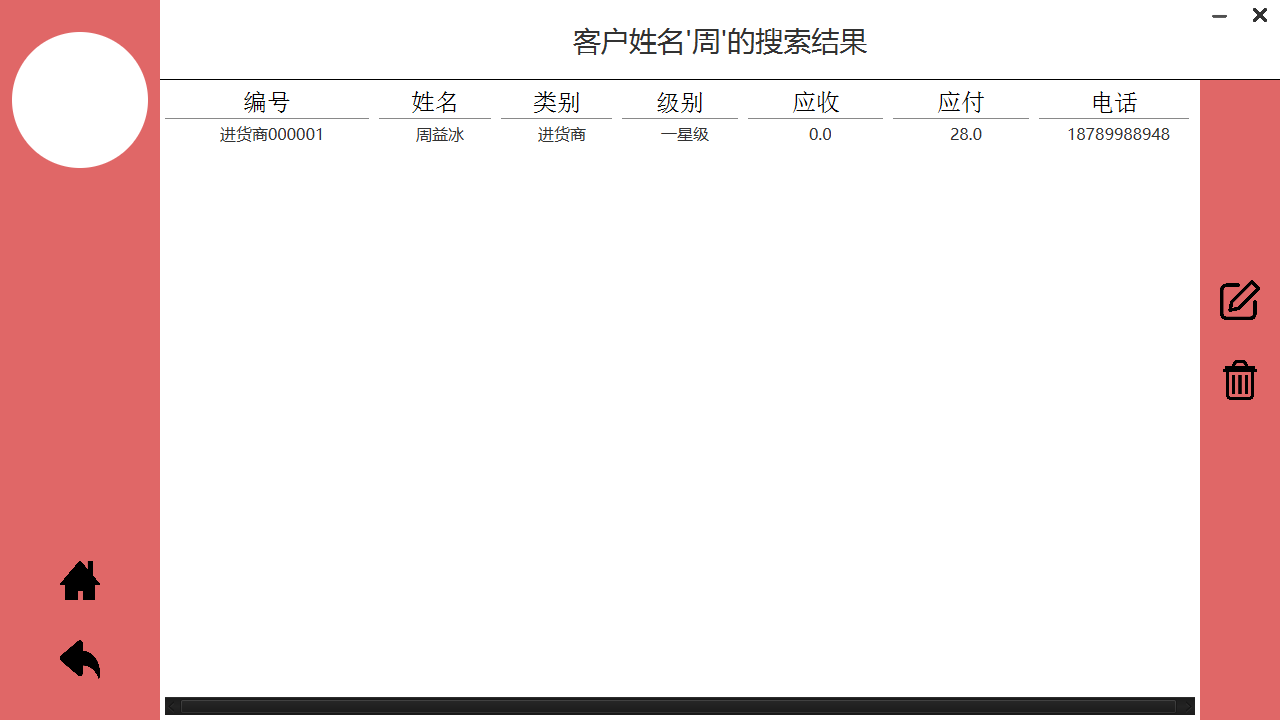 客户姓名'周'的搜索结果
编号 姓名 类别 级别 应收 应付 电话
进货商000001 周益冰 进货商 一星级 0.0 28.0 18789988948